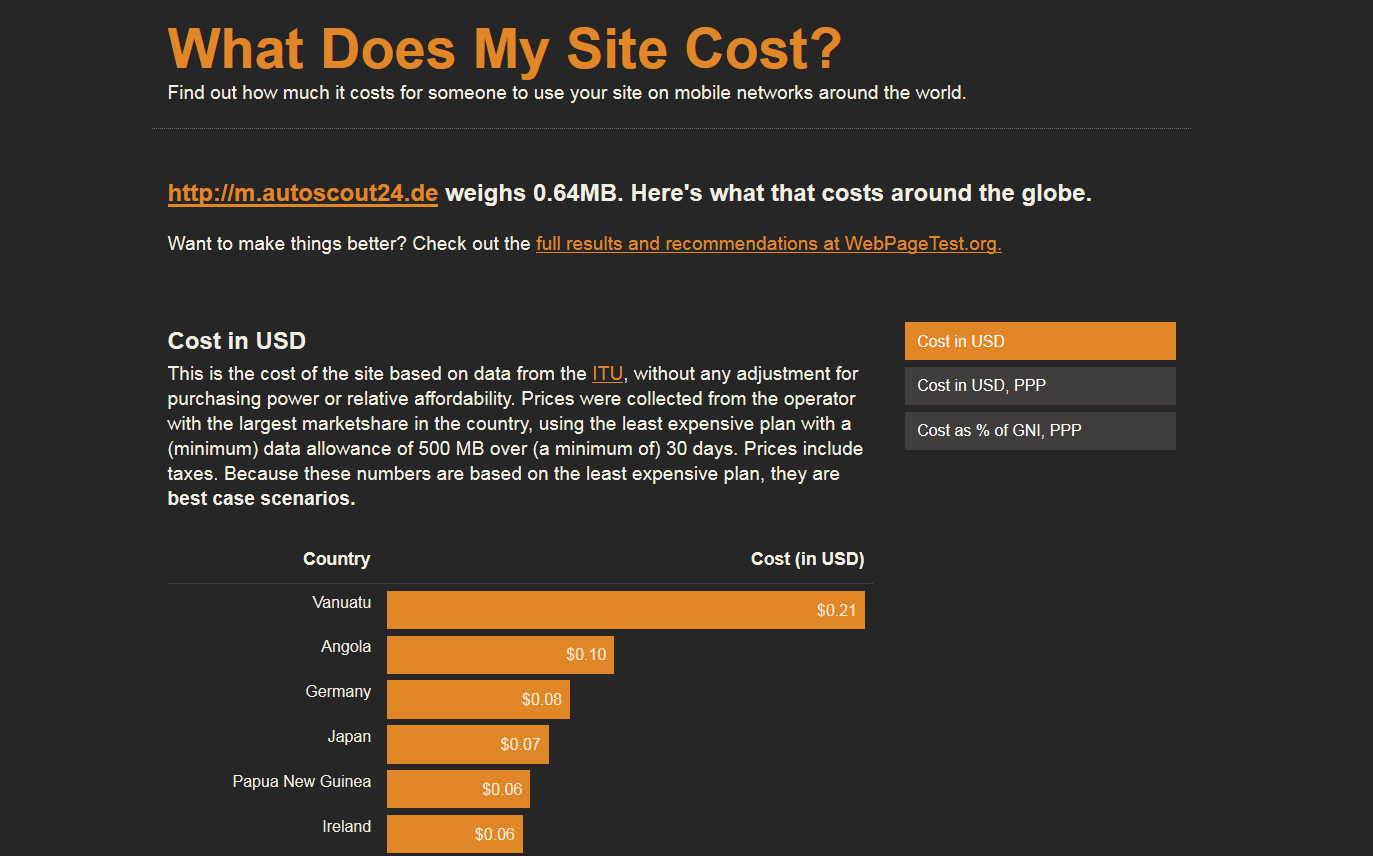 What Does My Site Cost?
Find out how much it costs for someone to use your site on mobile networks around the world.
http://m.autoscout24.de weighs 0.64MB. Here's what that costs around the globe.
Want to make things better? Check out the full results and recommendations at WebPageTest.org.
Cost in USD
This is the cost of the site based on data from the ITU, without any adjustment for
purchasing power or relative affordability. Prices were collected from the operator
with the largest marketshare in the country, using the least expensive plan with a
(minimum) data allowance of 500 MB over (a minimum of) 30 days. Prices include
taxes. Because these numbers are based on the least expensive plan, they are
best case scenarios.
Cost in USD
Cost in USD, PPP
Cost as % of GNI, PPP
Country Cost (in USD)
Vanuatu $0.21
Angola $0.10
Germany $0.08
Japan $0.07
Papua New Guinea $0.06
Ireland $0.06